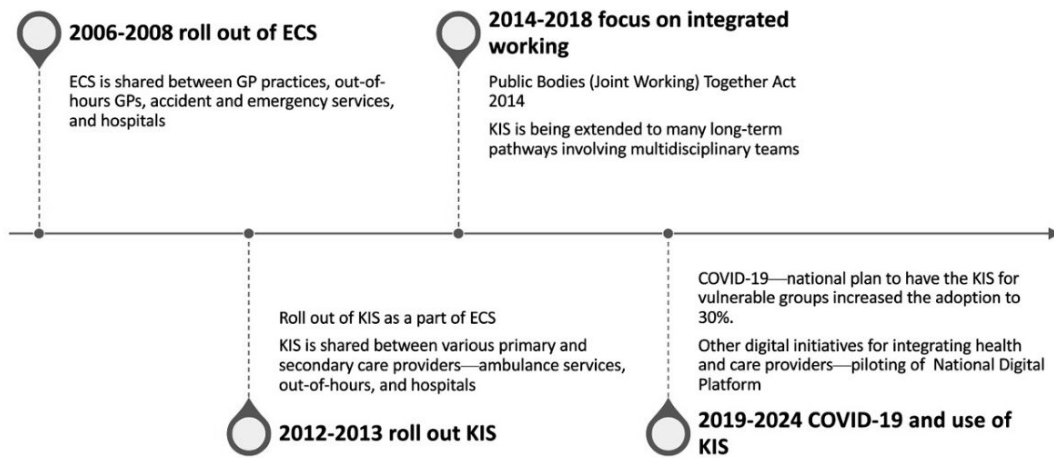 2006-2008 roll out of ECS
ECS is shared between GP practices, out-of-
hours GPs, accident and emergency services,
and hospitals
Roll out of KIS as a part of ECS
KIS is shared between various primary and
secondary care providers—ambulance services,
out-of-hours, and hospitals
2012-2013 roll out KIS
2014-2018 focus on integrated
working
Public Bodies (Joint Working) Together Act
2014
KIS is being extended to many long-term
pathways involving multidisciplinary teams
COVID-19—national plan to have the KIS for
vulnerable groups increased the adoption to
30%.
Other digital initiatives for integrating health
and care providers—piloting of National Digital
Platform
2019-2024 COVID-19 and use of
KIS